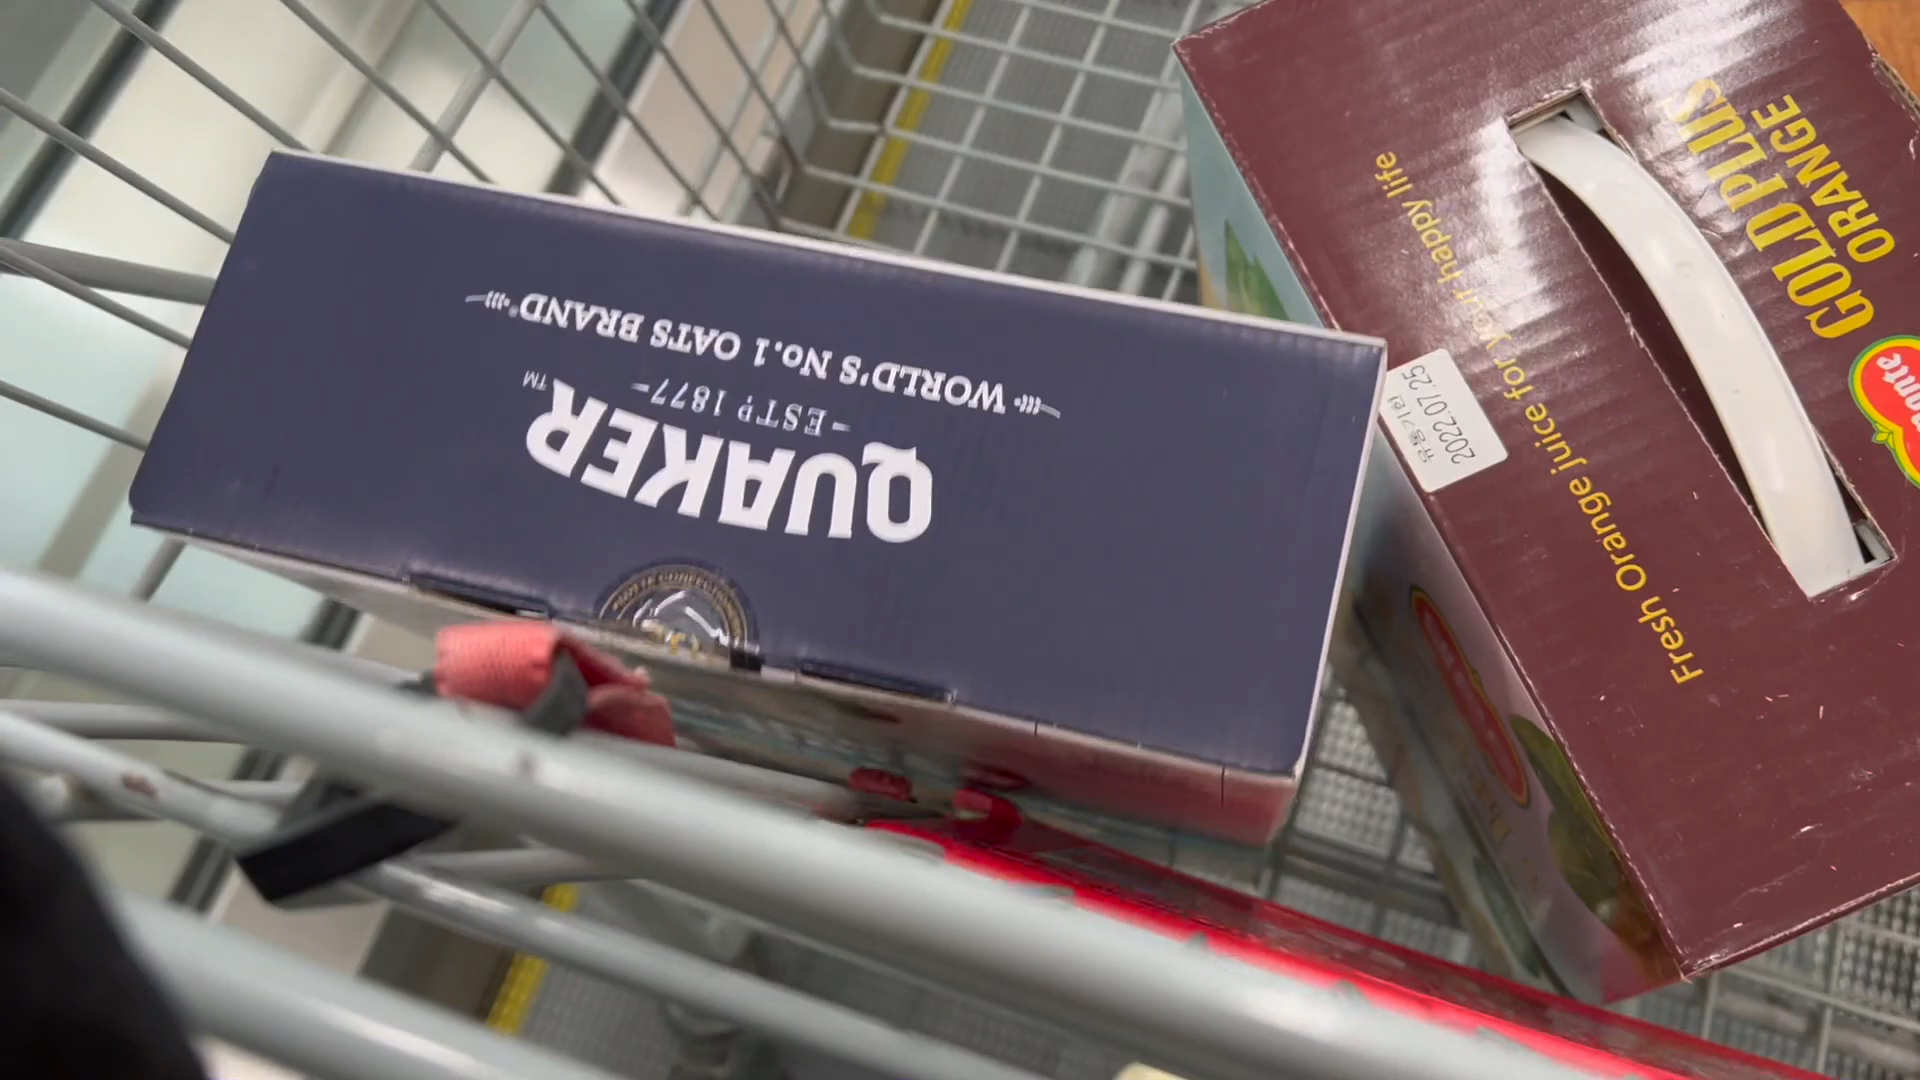 QUAKER™
-ESTD 1877-
WORLD'S No.1 OATS BRAND®
GOLD PLUS
ORANGE
Fresh Orange juice for your happy life
유통기한
2022.07.25